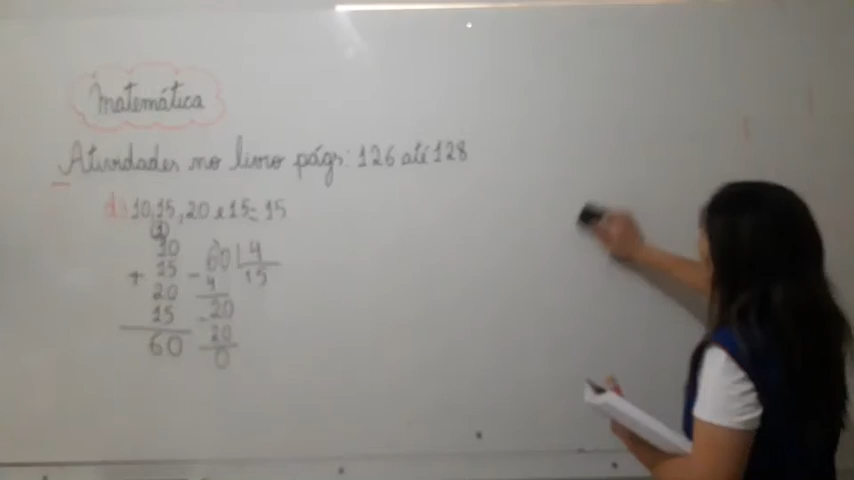 Matemática
Atividades no livro págs: 126 até 128
d) 10,15,20 e 15 = 15
1
10
+ 15
20
15
60
- 60 | 4
4 15
- 20
20
0